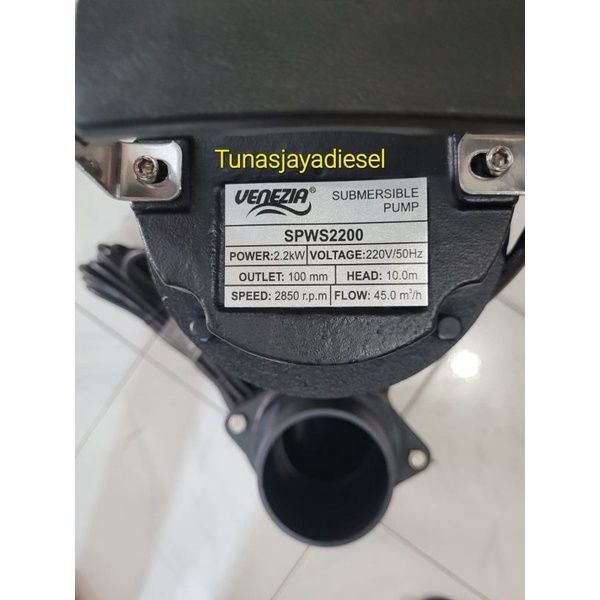 Tunasjayadiesel
VENEZIA® SUBMERSIBLE PUMP
SPWS2200
POWER:2.2kW VOLTAGE:220V/50Hz
OUTLET: 100 mm HEAD: 10.0m
SPEED: 2850 r.p.m FLOW: 45.0 m³/h